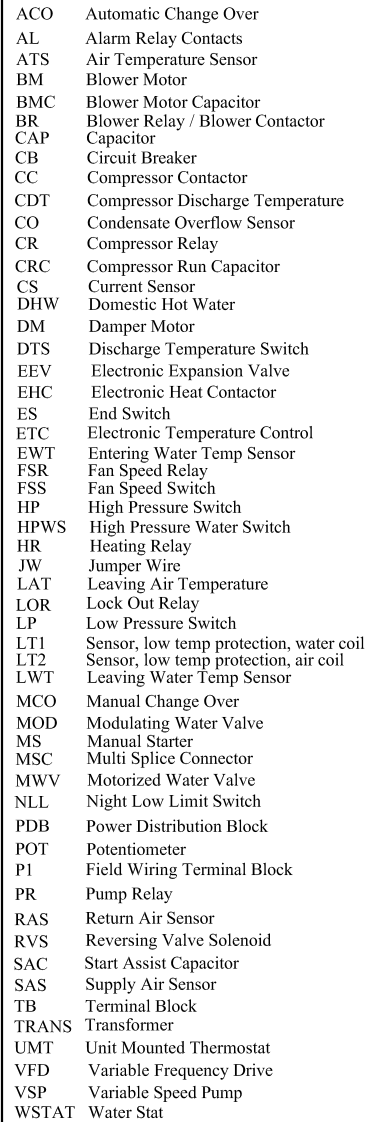 ACO Automatic Change Over
AL Alarm Relay Contacts
ATS Air Temperature Sensor
BM Blower Motor
BMC Blower Motor Capacitor
BR Blower Relay / Blower Contactor
CAP Capacitor
CB Circuit Breaker
CC Compressor Contactor
CDT Compressor Discharge Temperature
CO Condensate Overflow Sensor
CR Compressor Relay
CRC Compressor Run Capacitor
CS Current Sensor
DHW Domestic Hot Water
DM Damper Motor
DTS Discharge Temperature Switch
EEV Electronic Expansion Valve
EHC Electronic Heat Contactor
ES End Switch
ETC Electronic Temperature Control
EWT Entering Water Temp Sensor
FSR Fan Speed Relay
FSS Fan Speed Switch
HP High Pressure Switch
HPWS High Pressure Water Switch
HR Heating Relay
JW Jumper Wire
LAT Leaving Air Temperature
LOR Lock Out Relay
LP Low Pressure Switch
LT1 Sensor, low temp protection, water coil
LT2 Sensor, low temp protection, air coil
LWT Leaving Water Temp Sensor
MCO Manual Change Over
MOD Modulating Water Valve
MS Manual Starter
MSC Multi Splice Connector
MWV Motorized Water Valve
NLL Night Low Limit Switch
PDB Power Distribution Block
POT Potentiometer
P1 Field Wiring Terminal Block
PR Pump Relay
RAS Return Air Sensor
RVS Reversing Valve Solenoid
SAC Start Assist Capacitor
SAS Supply Air Sensor
TB Terminal Block
TRANS Transformer
UMT Unit Mounted Thermostat
VFD Variable Frequency Drive
VSP Variable Speed Pump
WSTAT Water Stat